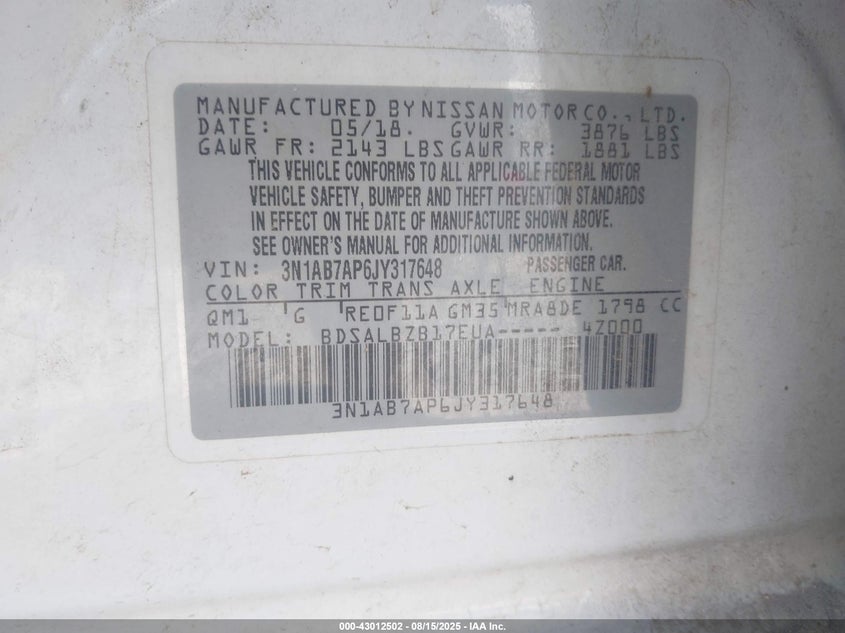 MANUFACTURED BY NISSAN MOTOR CO., LTD.
DATE: 05/18. GVWR: 3876 LBS
GAWR FR: 2143 LBS GAWR RR: 1881 LBS
THIS VEHICLE CONFORMS TO ALL APPLICABLE FEDERAL MOTOR
VEHICLE SAFETY, BUMPER AND THEFT PREVENTION STANDARDS
IN EFFECT ON THE DATE OF MANUFACTURE SHOWN ABOVE.
SEE OWNER'S MANUAL FOR ADDITIONAL INFORMATION.
VIN: 3N1AB7AP6JY317648 PASSENGER CAR.
COLOR TRIM TRANS AXLE ENGINE
QM1 G RE0F11A GM35 MRA8DE 1798 CC
MODEL: BDSALBZB17EUA----- 4Z000
3N1AB7AP6JY317648
000-43012502 - 08/15/2025 - IAA Inc.